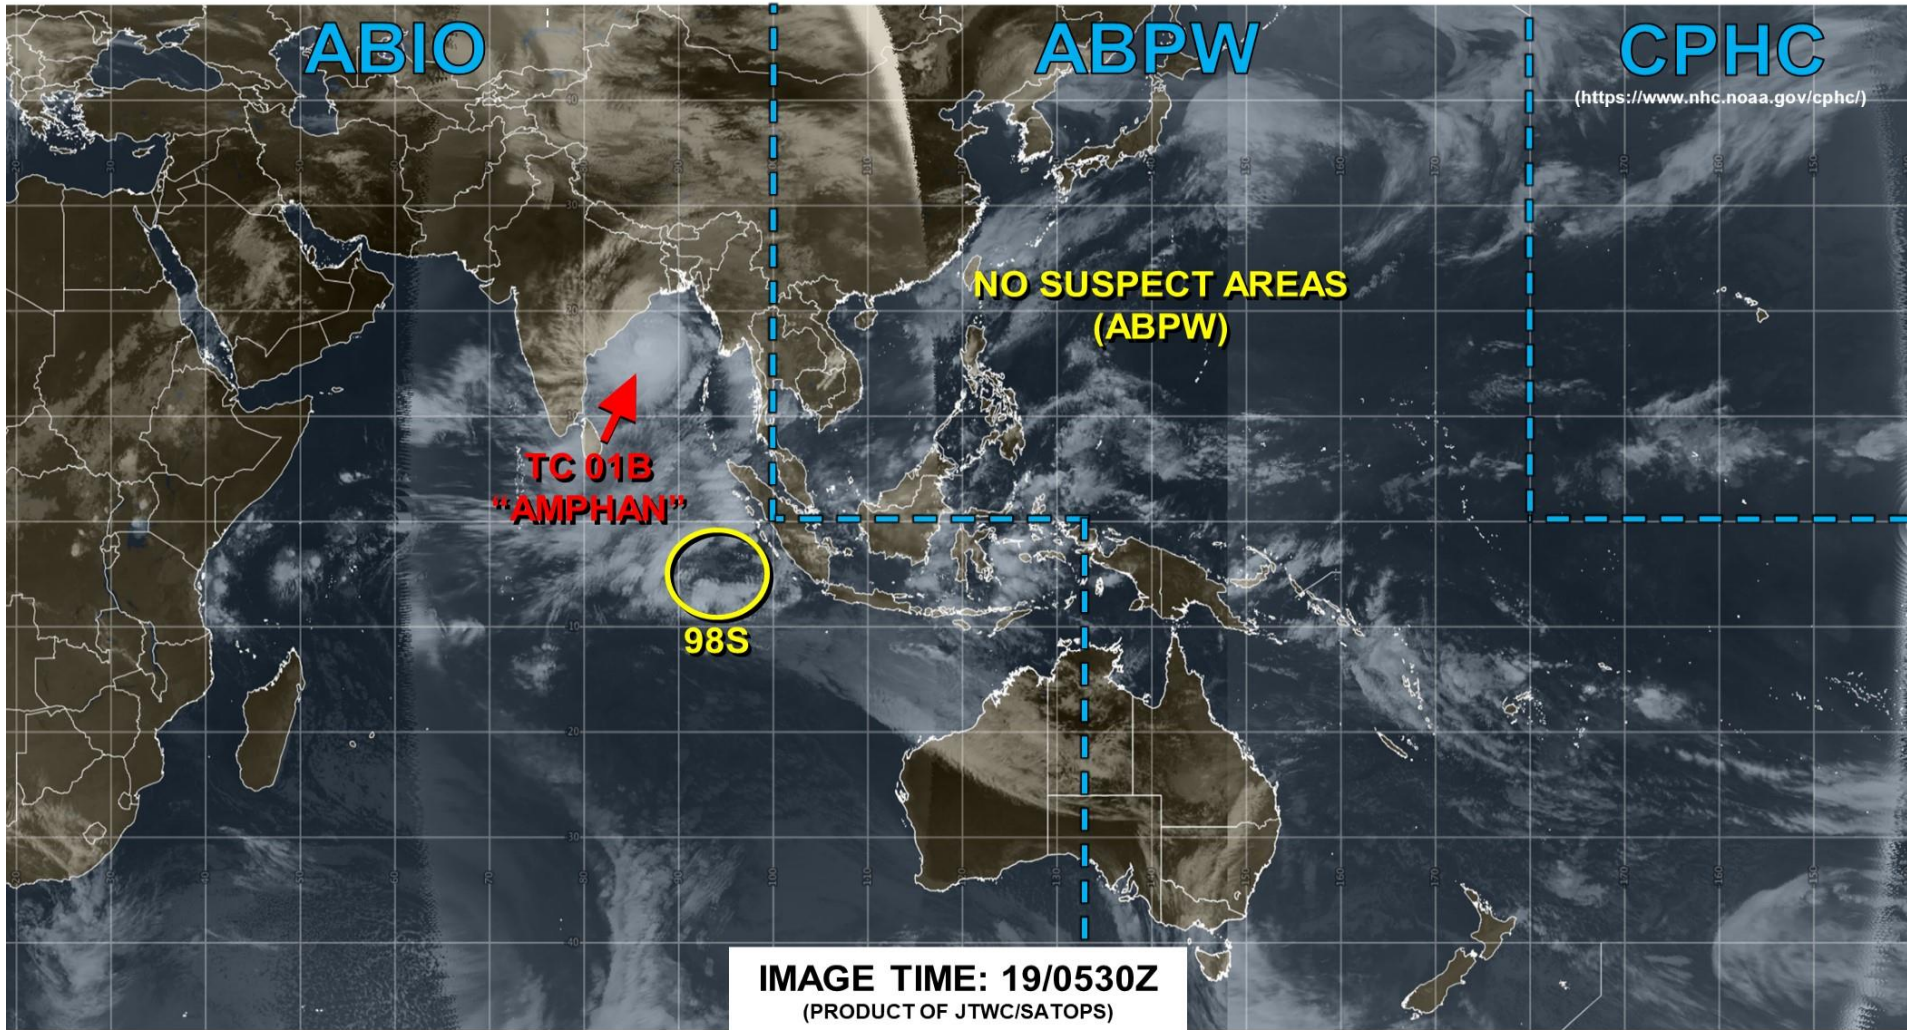 ABIO
ABPW
CPHC
(https://www.nhc.noaa.gov/cphc/)
NO SUSPECT AREAS
(ABPW)
TC 01B
"AMPHAN"
98S
IMAGE TIME: 19/0530Z
(PRODUCT OF JTWC/SATOPS)